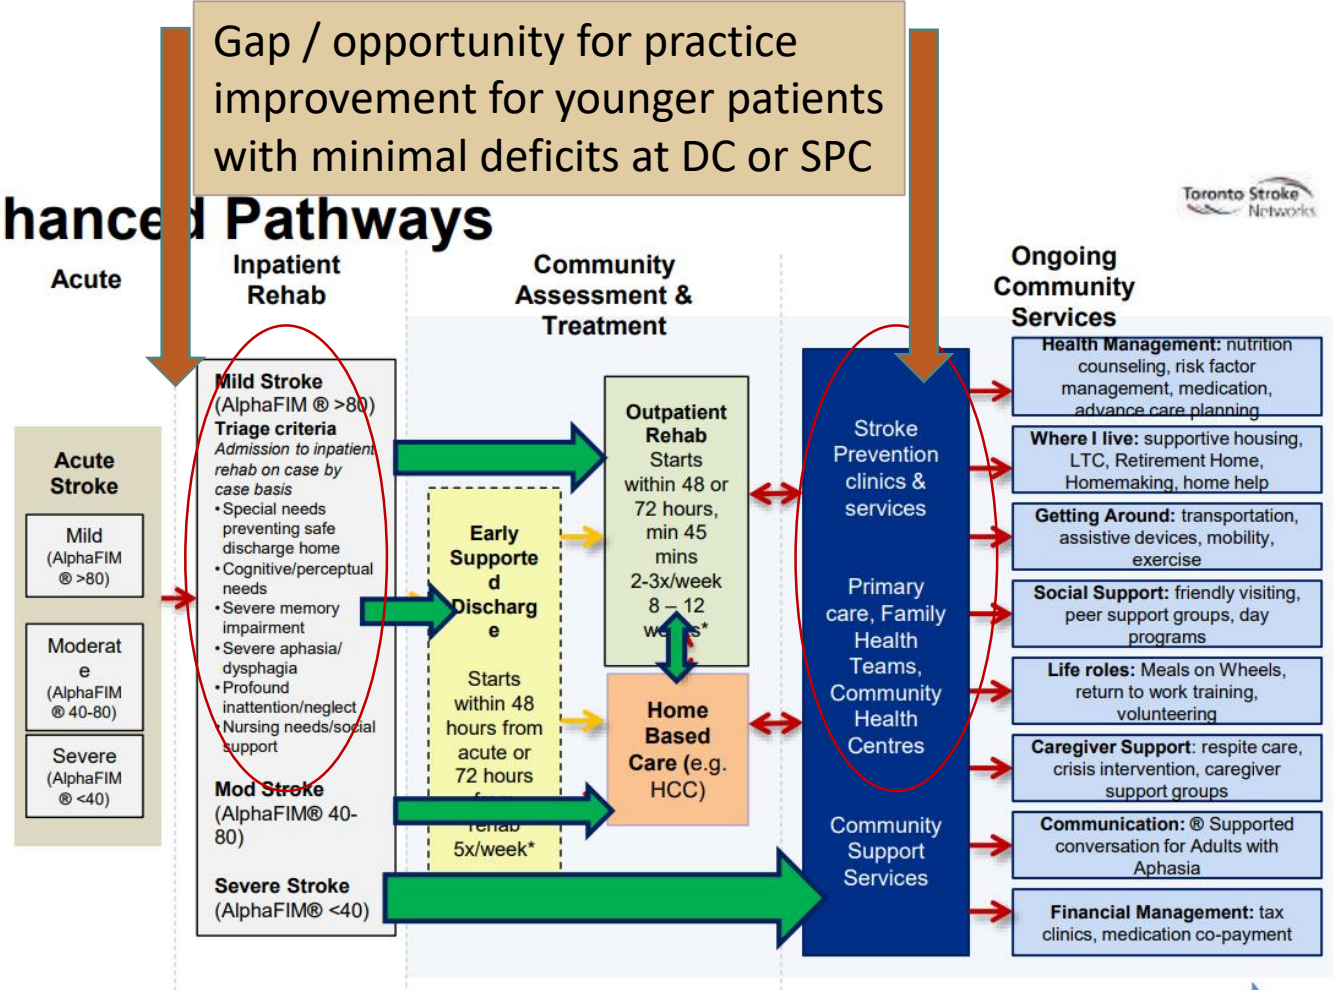 Gap / opportunity for practice
improvement for younger patients
with minimal deficits at DC or SPC
Toronto Stroke
Networks
hanced Pathways
Acute
Inpatient
Rehab
Community
Assessment &
Treatment
Ongoing
Community
Services
Acute
Stroke
Mild
(AlphaFIM
® >80)
Moderat
e
(AlphaFIM
® 40-80)
Severe
(AlphaFIM
® <40)
Mild Stroke
(AlphaFIM ® >80)
Triage criteria
Admission to inpatient
rehab on case by
case basis
• Special needs
preventing safe
discharge home
• Cognitive/perceptual
needs
• Severe memory
impairment
• Severe aphasia/
dysphagia
• Profound
inattention/neglect
• Nursing needs/social
support
Mod Stroke
(AlphaFIM® 40-
80)
Severe Stroke
(AlphaFIM® <40)
Early
Supporte
d
Discharg
e
Starts
within 48
hours from
acute or
72 hours
rehab
5x/week*
Outpatient
Rehab
Starts
within 48 or
72 hours,
min 45
mins
2-3x/week
8 – 12
weeks*
Home
Based
Care (e.g.
HCC)
Stroke
Prevention
clinics &
services
Primary
care, Family
Health
Teams,
Community
Health
Centres
Community
Support
Services
Health Management: nutrition
counseling, risk factor
management, medication,
advance care planning
Where I live: supportive housing,
LTC, Retirement Home,
Homemaking, home help
Getting Around: transportation,
assistive devices, mobility,
exercise
Social Support: friendly visiting,
peer support groups, day
programs
Life roles: Meals on Wheels,
return to work training,
volunteering
Caregiver Support: respite care,
crisis intervention, caregiver
support groups
Communication: ® Supported
conversation for Adults with
Aphasia
Financial Management: tax
clinics, medication co-payment